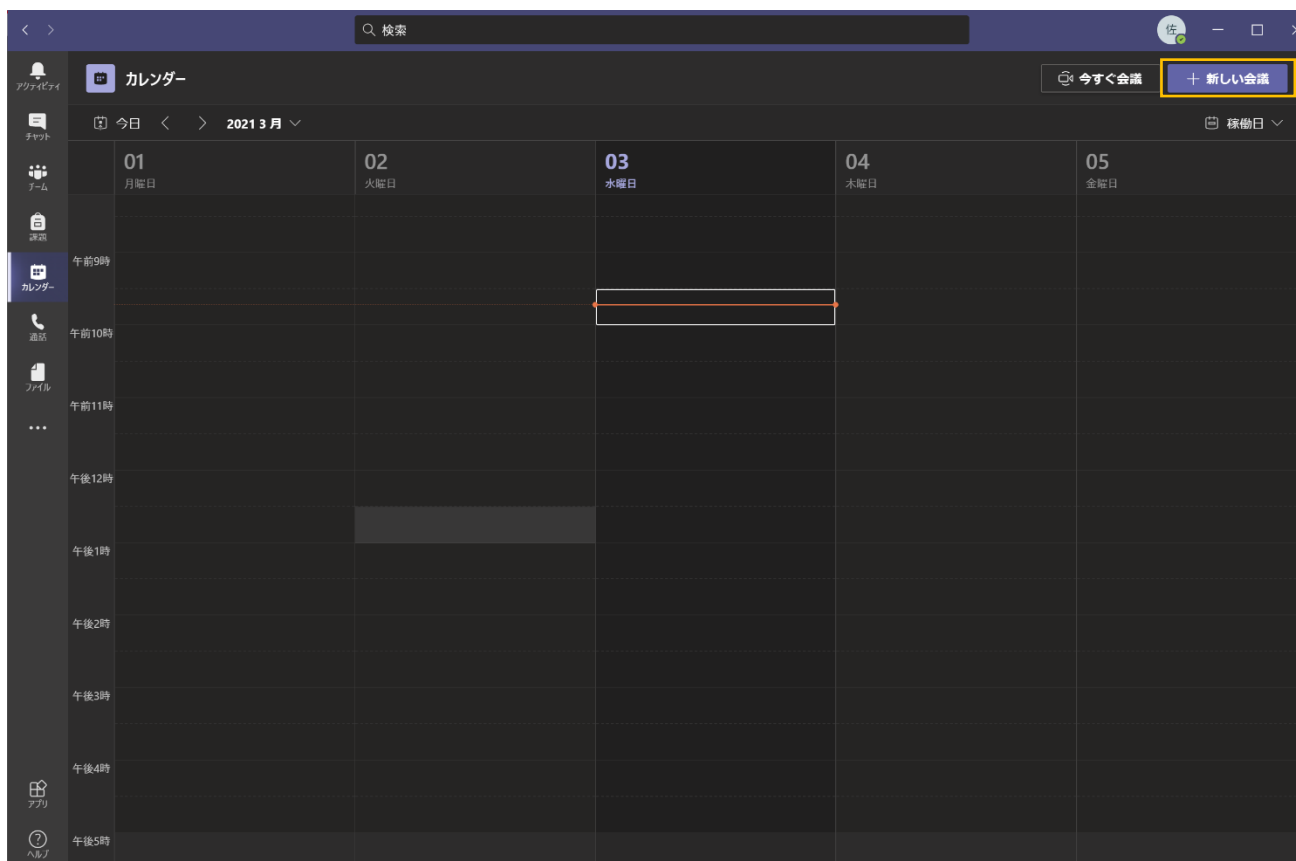 検索
佐
アクティビティ
カレンダー
今すぐ会議
新しい会議
チャット
今日
2021 3 月
稼働日
チーム
01
月曜日
02
火曜日
03
水曜日
04
木曜日
05
金曜日
課題
カレンダー
通話
ファイル
午前9時
午前10時
午前11時
午後12時
午後1時
午後2時
午後3時
午後4時
午後5時
アプリ
ヘルプ